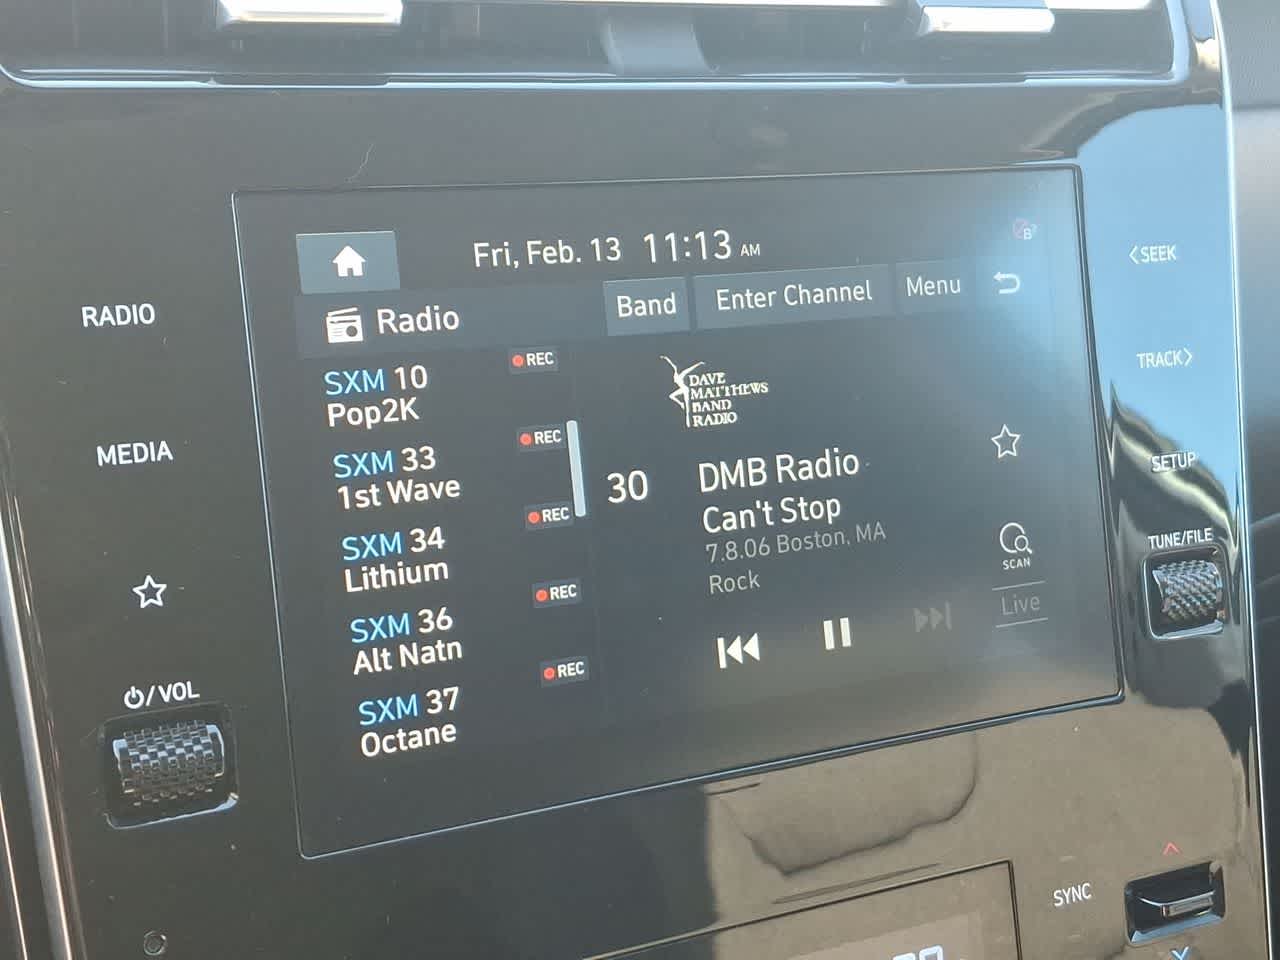 Fri, Feb. 13 11:13 AM
Radio
Band
Enter Channel
Menu
RADIO
MEDIA
/VOL
SXM 10
Pop2K
REC
SXM 33
1st Wave
REC
SXM 34
Lithium
REC
SXM 36
Alt Natn
REC
SXM 37
Octane
REC
DAVE
MATTHEWS
BAND
RADIO
30
DMB Radio
Can't Stop
7.8.06 Boston, MA
Rock
SCAN
Live
<SEEK
TRACK>
SETUP
TUNE/FILE
SYNC